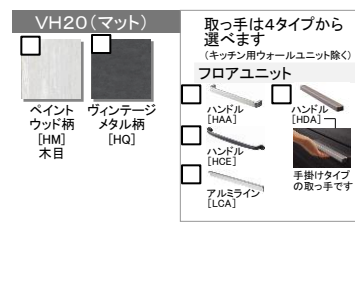 VH20(マット)
ペイント
ウッド柄
[HM]
木目
ヴィンテージ
メタル柄
[HQ]
取っ手は4タイプから
選べます
(キッチン用ウォールユニット除く)
フロアユニット
ハンドル
[HAA]
ハンドル
[HDA]
ハンドル
[HCE]
手掛けタイプ
の取っ手です
アルミライン
[LCA]